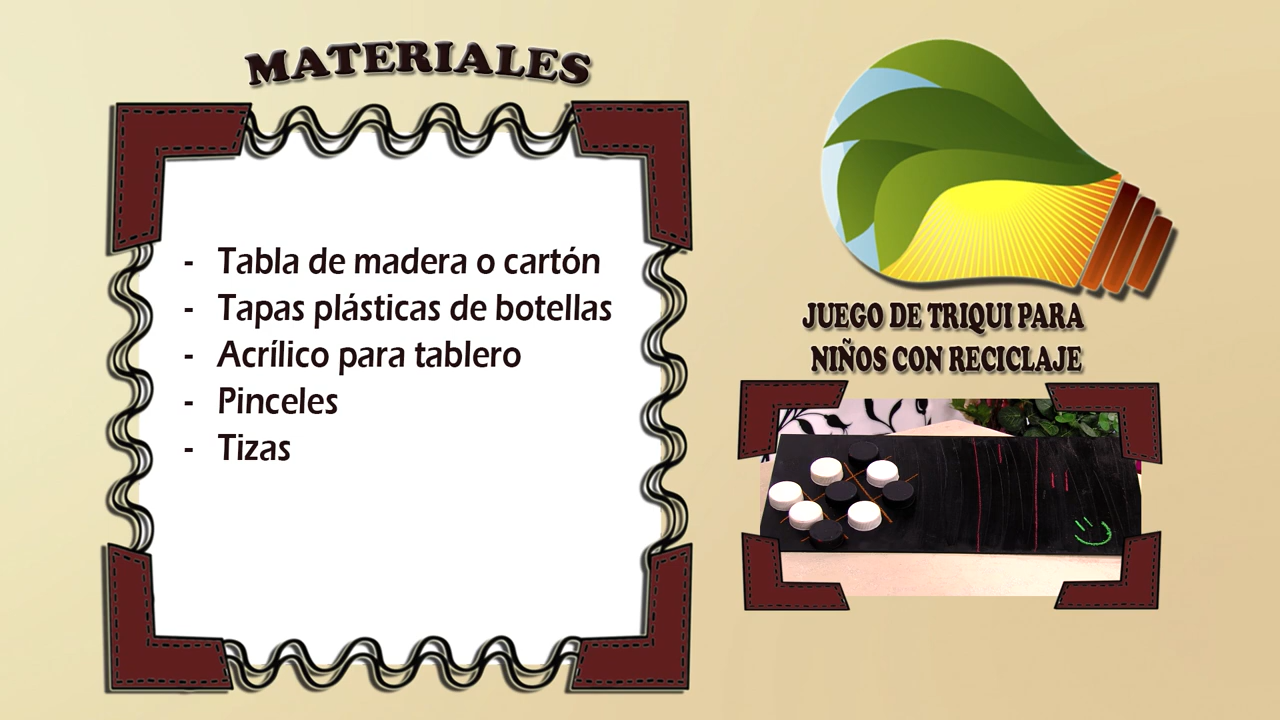 MATERIALES
- Tabla de madera o cartón
- Tapas plásticas de botellas
- Acrílico para tablero
- Pinceles
- Tizas
JUEGO DE TRIQUI PARA
NIÑOS CON RECICLAJE